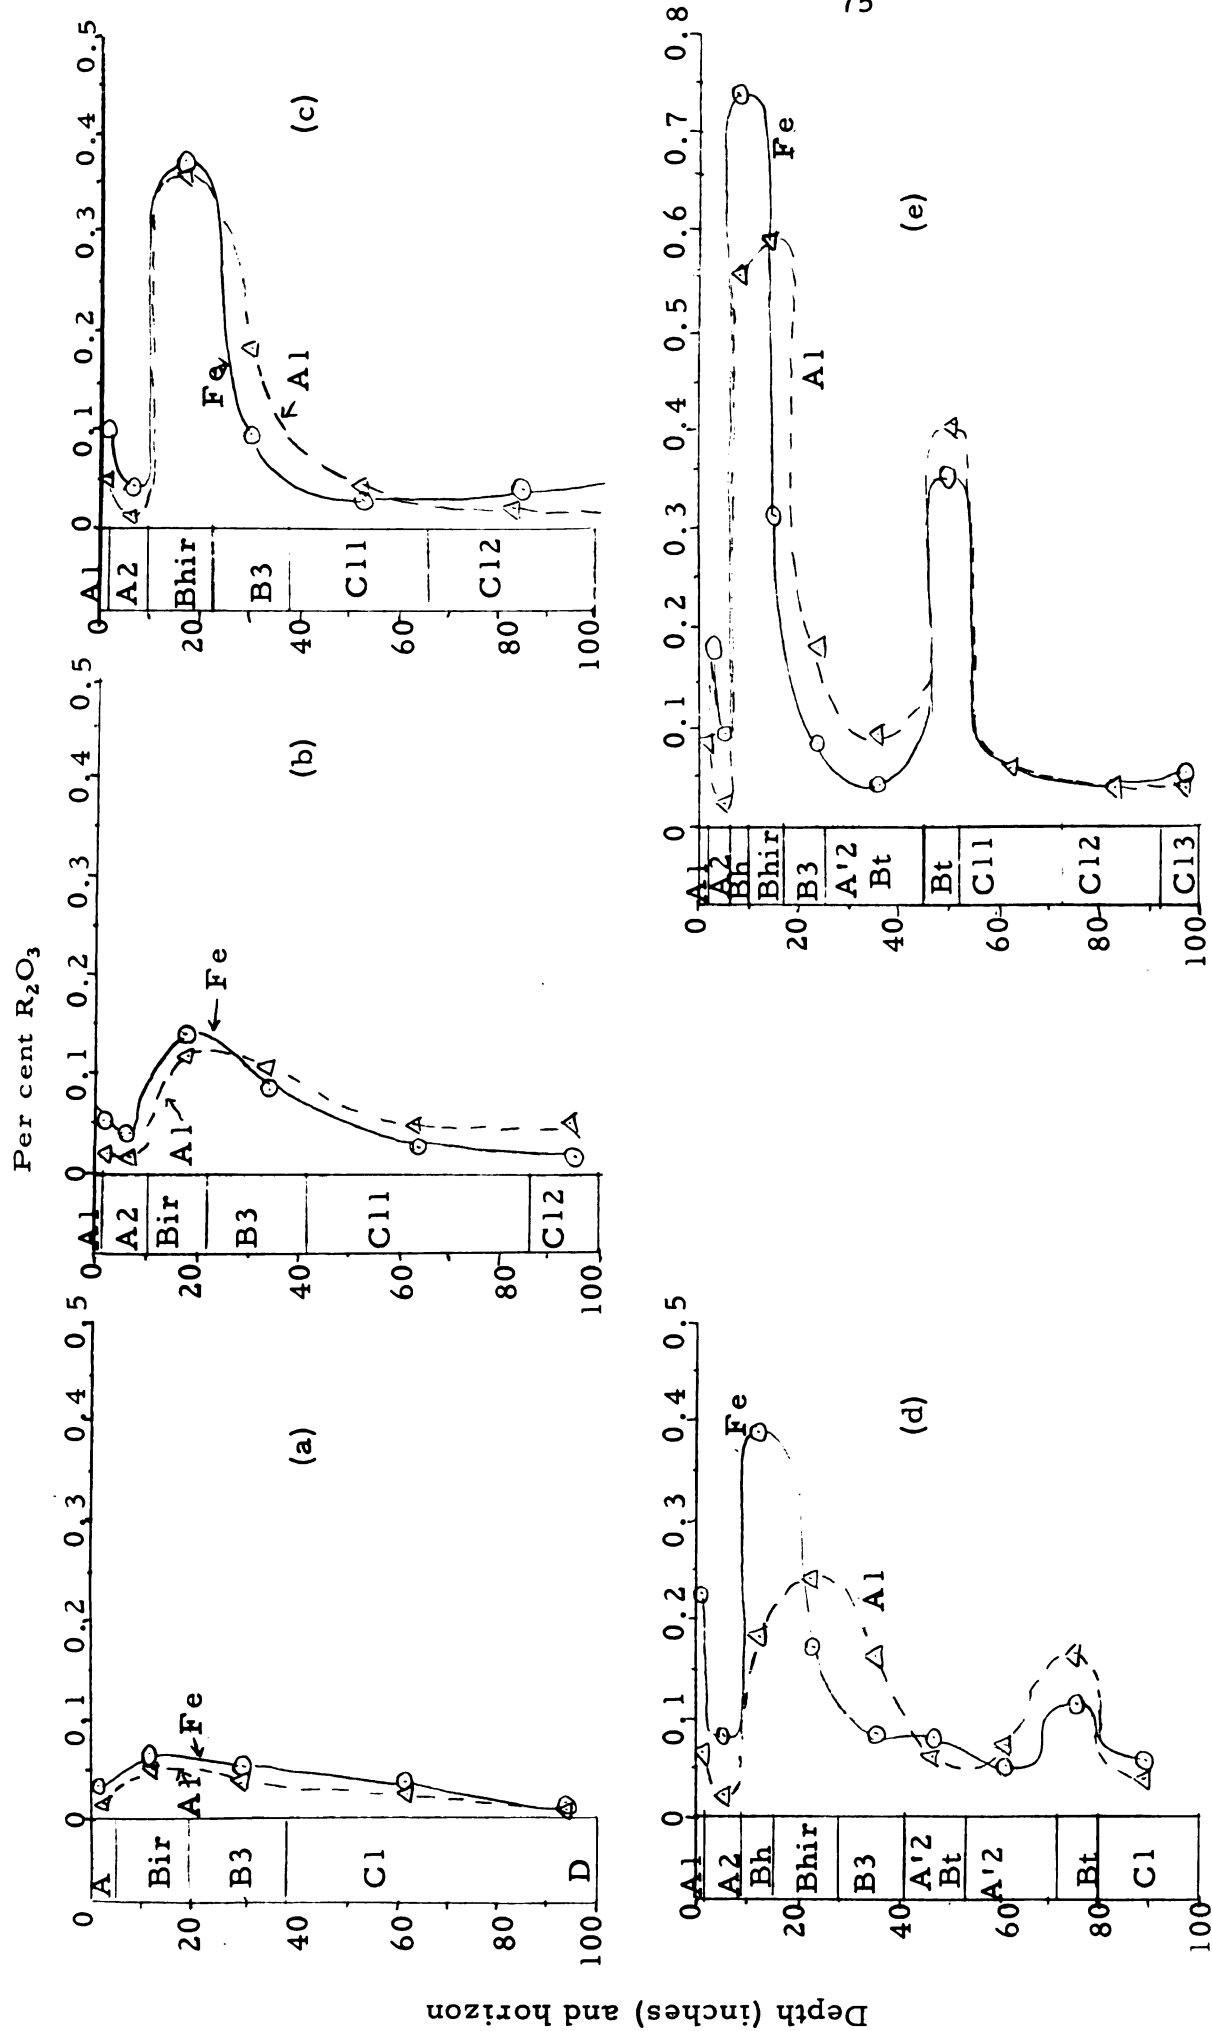 75
Per cent R₂O₃
Depth (inches) and horizon
0 0.1 0.2 0.3 0.4 0.5
A Bir B3 C1 D
0 20 40 60 80 100
Fe
Al
(a)
0 0.1 0.2 0.3 0.4 0.5
A1 A2 Bir B3 C11 C12
0 20 40 60 80 100
Fe
Al
(b)
0 0.1 0.2 0.3 0.4 0.5
A1 A2 Bhir B3 C11 C12
0 20 40 60 80 100
Fe
Al
(c)
0 0.1 0.2 0.3 0.4 0.5
A1 A2 Bh Bhir B3 A'2 Bt A'2 Bt C1
0 20 40 60 80 100
Fe
Al
(d)
0 0.1 0.2 0.3 0.4 0.5 0.6 0.7 0.8
A1 A2 Bh Bhir B3 A'2 Bt Bt C11 C12 C13
0 20 40 60 80 100
Fe
Al
(e)